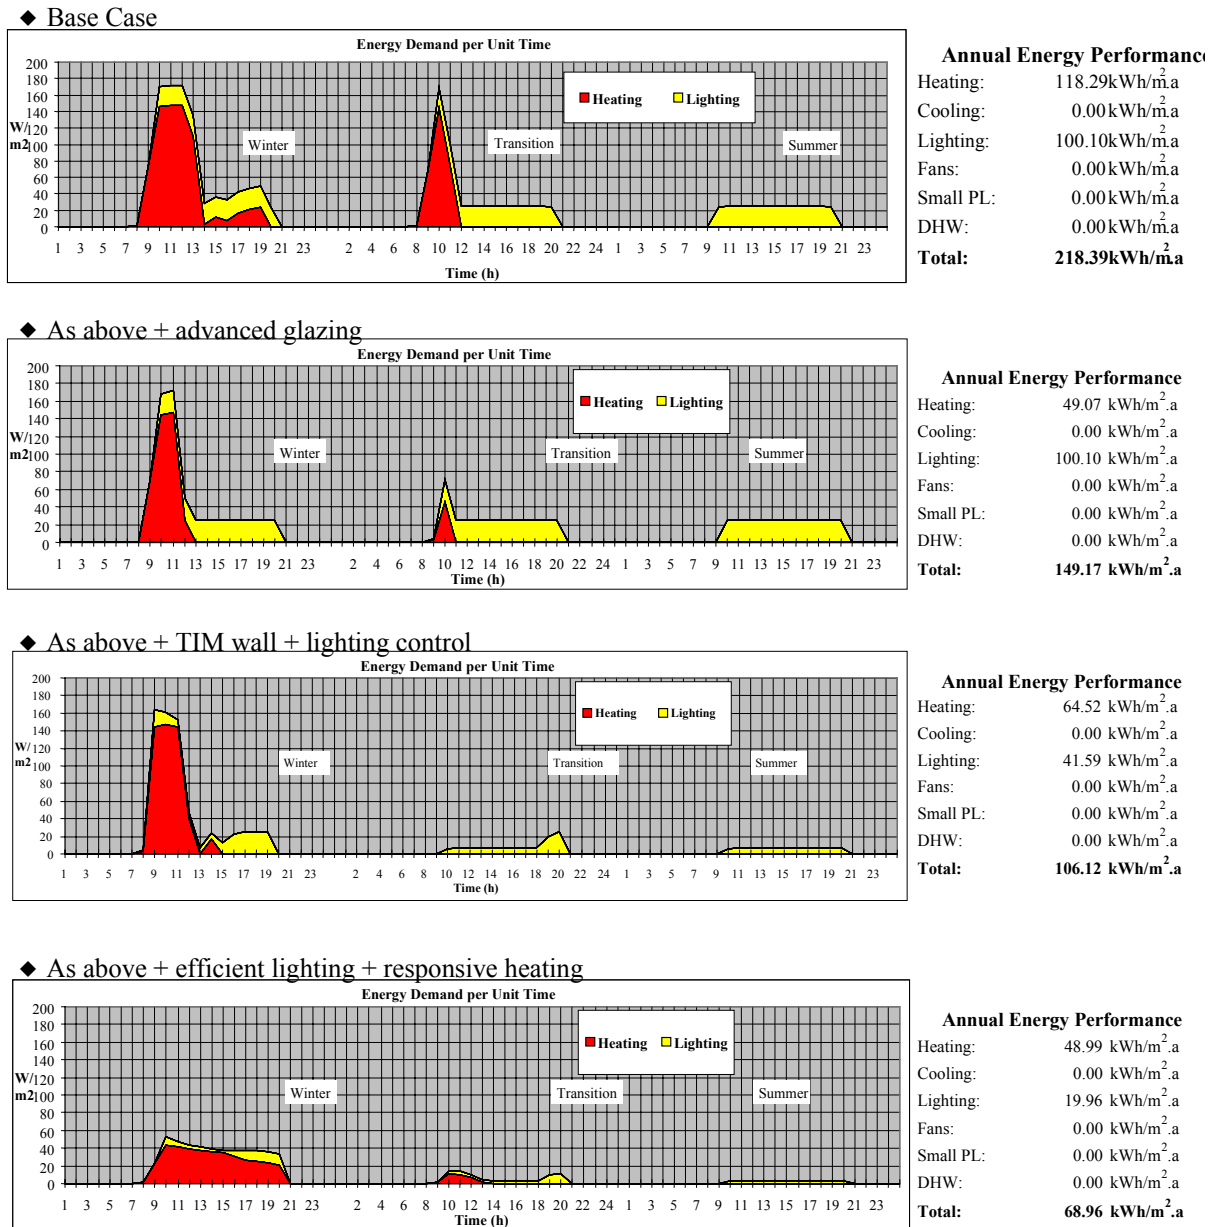 ◆ Base Case
Energy Demand per Unit Time
200
180
160
140
120
W/
m2
100
80
60
40
20
0
Heating Lighting
Winter
Transition
Summer
1 3 5 7 9 11 13 15 17 19 21 23 2 4 6 8 10 12 14 16 18 20 22 24 1 3 5 7 9 11 13 15 17 19 21 23
Time (h)
Annual Energy Performance
Heating: 118.29kWh/m².a
Cooling: 0.00kWh/m².a
Lighting: 100.10kWh/m².a
Fans: 0.00kWh/m².a
Small PL: 0.00kWh/m².a
DHW: 0.00kWh/m².a
Total: 218.39kWh/m².a
◆ As above + advanced glazing
Energy Demand per Unit Time
200
180
160
140
120
W/
m2
100
80
60
40
20
0
Heating Lighting
Winter
Transition
Summer
1 3 5 7 9 11 13 15 17 19 21 23 2 4 6 8 10 12 14 16 18 20 22 24 1 3 5 7 9 11 13 15 17 19 21 23
Time (h)
Annual Energy Performance
Heating: 49.07 kWh/m².a
Cooling: 0.00 kWh/m².a
Lighting: 100.10 kWh/m².a
Fans: 0.00 kWh/m².a
Small PL: 0.00 kWh/m².a
DHW: 0.00 kWh/m².a
Total: 149.17 kWh/m².a
◆ As above + TIM wall + lighting control
Energy Demand per Unit Time
200
180
160
140
120
W/
m2
100
80
60
40
20
0
Heating Lighting
Winter
Transition
Summer
1 3 5 7 9 11 13 15 17 19 21 23 2 4 6 8 10 12 14 16 18 20 22 24 1 3 5 7 9 11 13 15 17 19 21 23
Time (h)
Annual Energy Performance
Heating: 64.52 kWh/m².a
Cooling: 0.00 kWh/m².a
Lighting: 41.59 kWh/m².a
Fans: 0.00 kWh/m².a
Small PL: 0.00 kWh/m².a
DHW: 0.00 kWh/m².a
Total: 106.12 kWh/m².a
◆ As above + efficient lighting + responsive heating
Energy Demand per Unit Time
200
180
160
140
120
W/
m2
100
80
60
40
20
0
Heating Lighting
Winter
Transition
Summer
1 3 5 7 9 11 13 15 17 19 21 23 2 4 6 8 10 12 14 16 18 20 22 24 1 3 5 7 9 11 13 15 17 19 21 23
Time (h)
Annual Energy Performance
Heating: 48.99 kWh/m².a
Cooling: 0.00 kWh/m².a
Lighting: 19.96 kWh/m².a
Fans: 0.00 kWh/m².a
Small PL: 0.00 kWh/m².a
DHW: 0.00 kWh/m².a
Total: 68.96 kWh/m².a